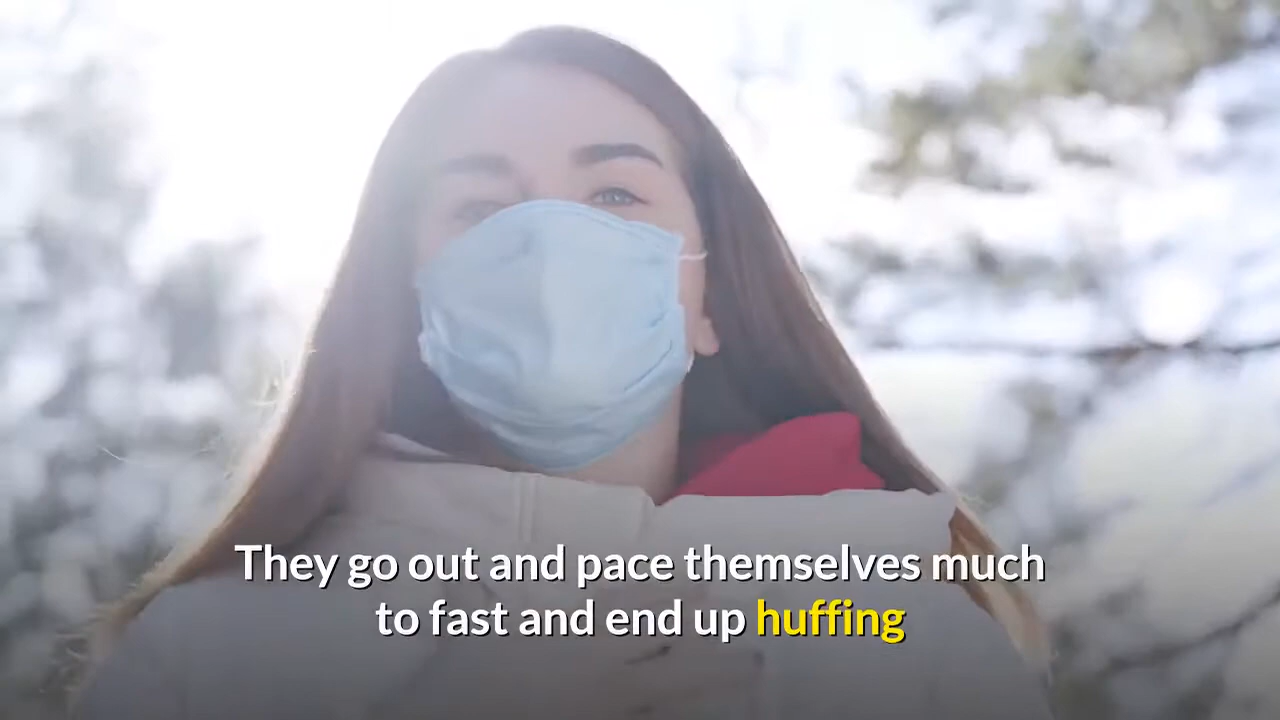 They go out and pace themselves much
to fast and end up huffing